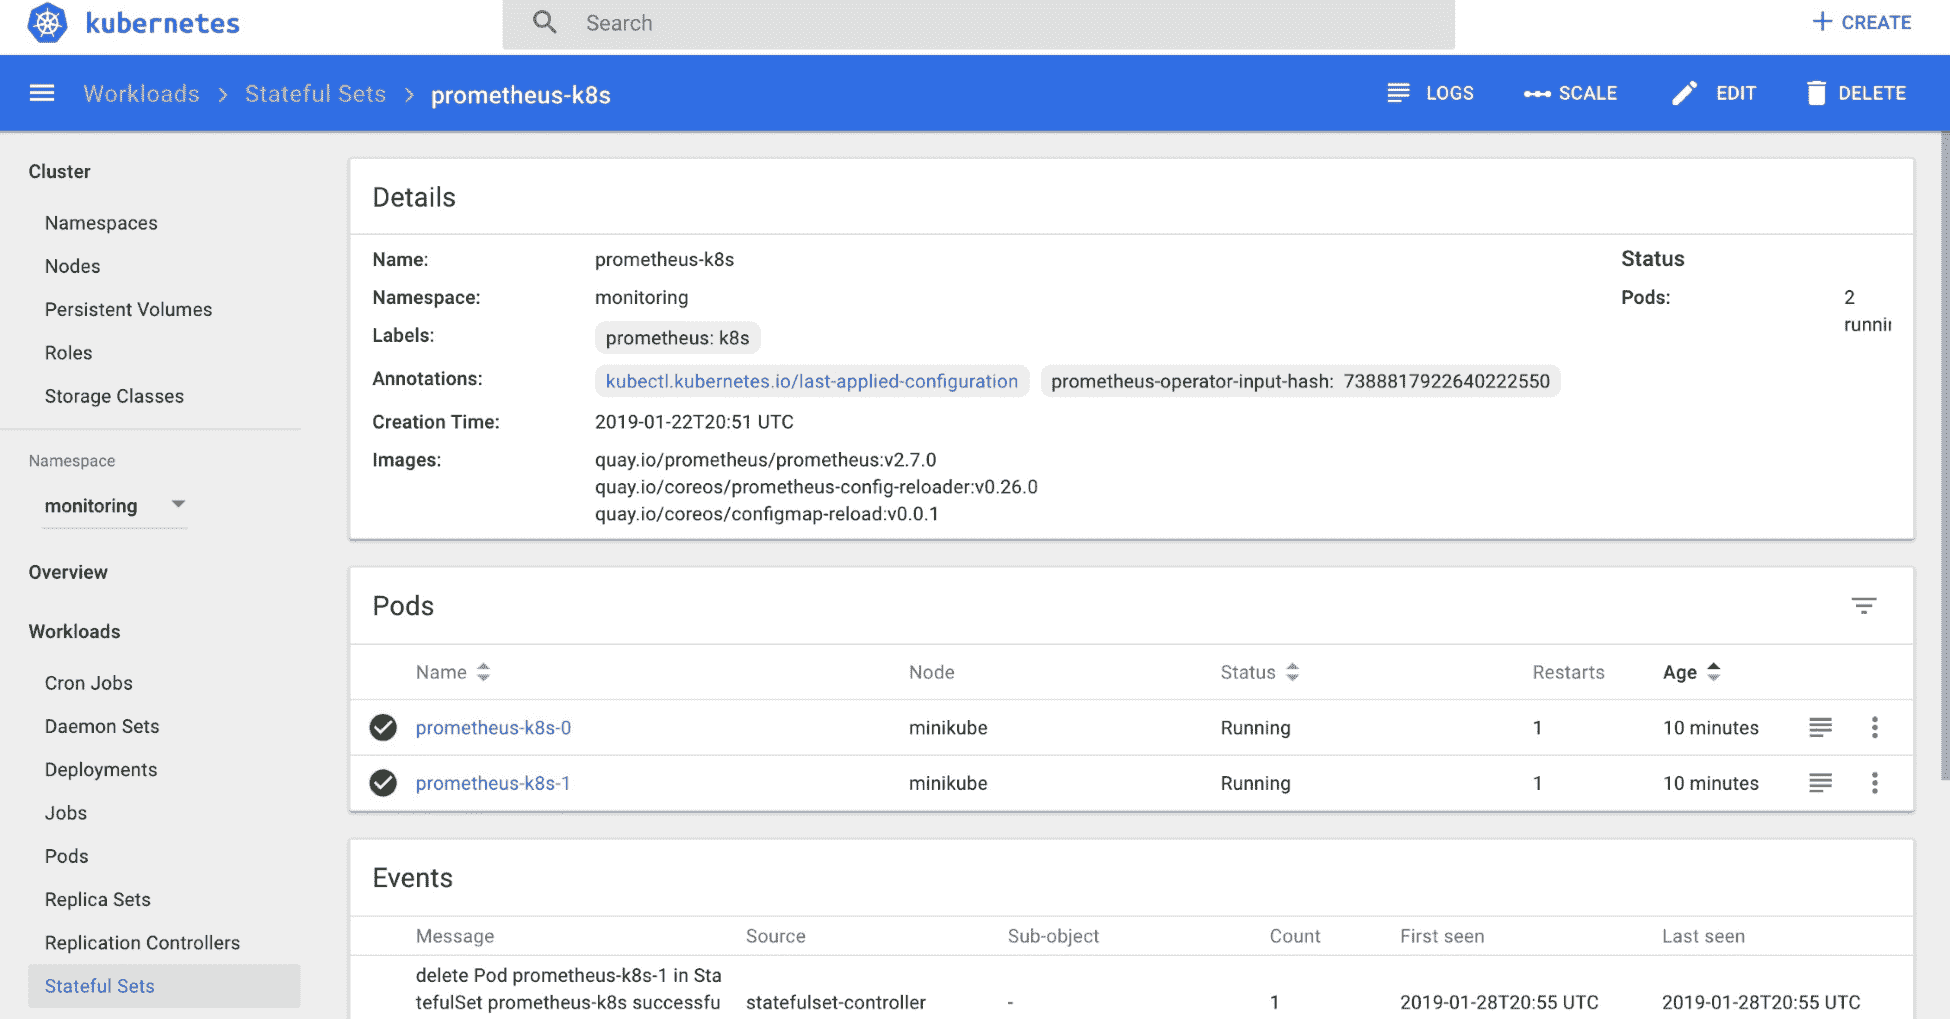 kubernetes
Search
CREATE
Workloads > Stateful Sets > prometheus-k8s
LOGS
SCALE
EDIT
DELETE
Cluster
Namespaces
Nodes
Persistent Volumes
Roles
Storage Classes
Namespace
monitoring
Overview
Workloads
Cron Jobs
Daemon Sets
Deployments
Jobs
Pods
Replica Sets
Replication Controllers
Stateful Sets
Details
Name: prometheus-k8s
Namespace: monitoring
Labels: prometheus: k8s
Annotations: kubectl.kubernetes.io/last-applied-configuration prometheus-operator-input-hash: 7388817922640222550
Creation Time: 2019-01-22T20:51 UTC
Images: quay.io/prometheus/prometheus:v2.7.0
quay.io/coreos/prometheus-config-reloader:v0.26.0
quay.io/coreos/configmap-reload:v0.0.1
Status
Pods: 2
runnin
Pods
Name Node Status Restarts Age
prometheus-k8s-0 minikube Running 1 10 minutes
prometheus-k8s-1 minikube Running 1 10 minutes
Events
Message Source Sub-object Count First seen Last seen
delete Pod prometheus-k8s-1 in Sta
tefulSet prometheus-k8s successfu statefulset-controller - 1 2019-01-28T20:55 UTC 2019-01-28T20:55 UTC